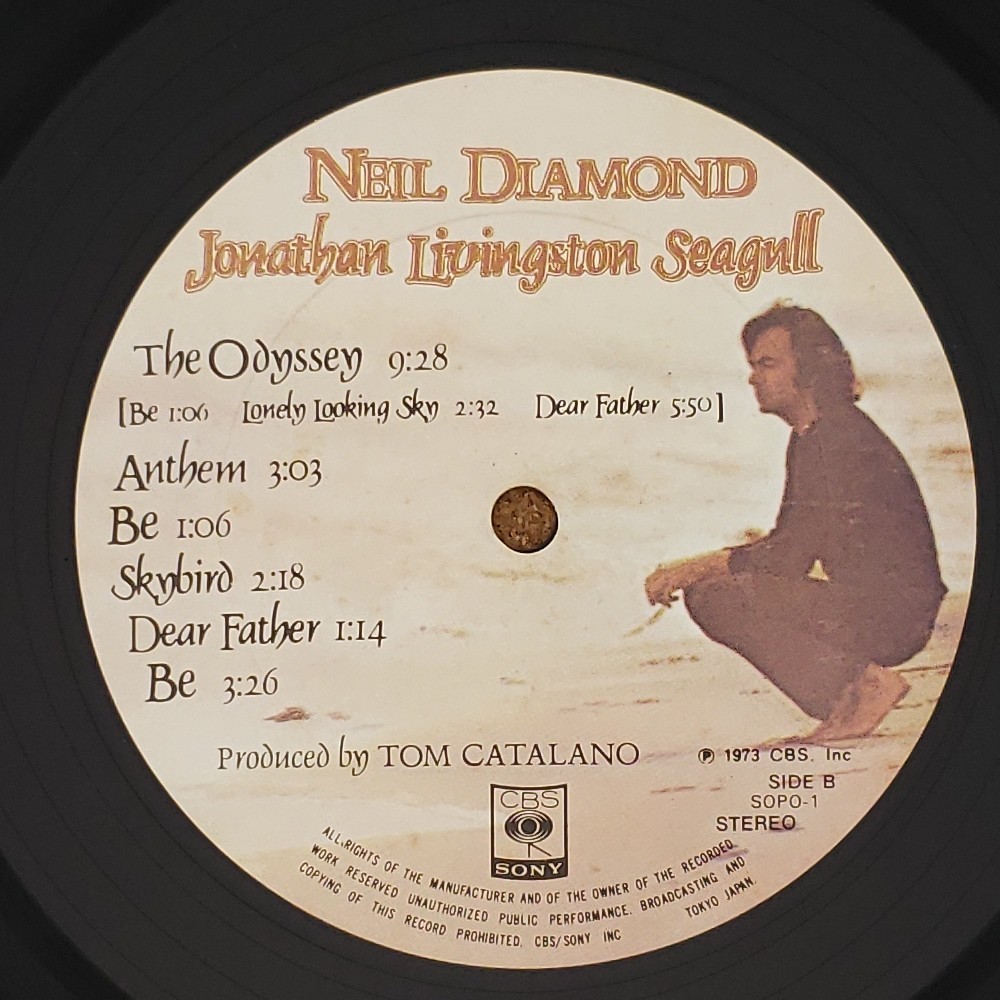 NEIL DIAMOND
Jonathan Livingston Seagull
The Odyssey 9:28
[Be 1:06 Lonely Looking Sky 2:32 Dear Father 5:50]
Anthem 3:03
Be 1:06
Skybird 2:18
Dear Father 1:14
Be 3:26
Produced by TOM CATALANO
℗ 1973 CBS. Inc
SIDE B
SOPO-1
STEREO
CBS
SONY
ALL RIGHTS OF THE MANUFACTURER AND OF THE OWNER OF THE RECORDED
WORK RESERVED UNAUTHORIZED PUBLIC PERFORMANCE. BROADCASTING AND
COPYING OF THIS RECORD PROHIBITED, CBS/SONY INC TOKYO JAPAN